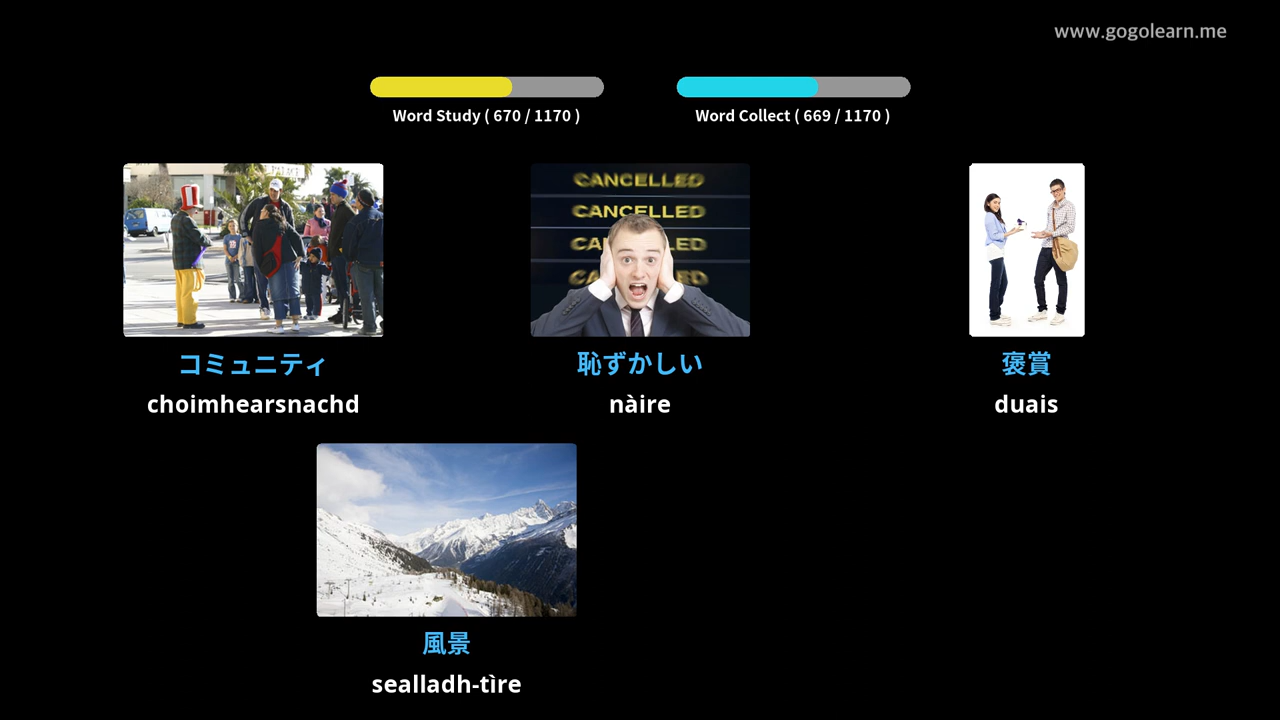 www.gogolearn.me
Word Study ( 670 / 1170 )
Word Collect ( 669 / 1170 )
CANCELLED
CANCELLED
コミュニティ
choimhearsnachd
恥ずかしい
nàire
褒賞
duais
風景
sealladh-tìre